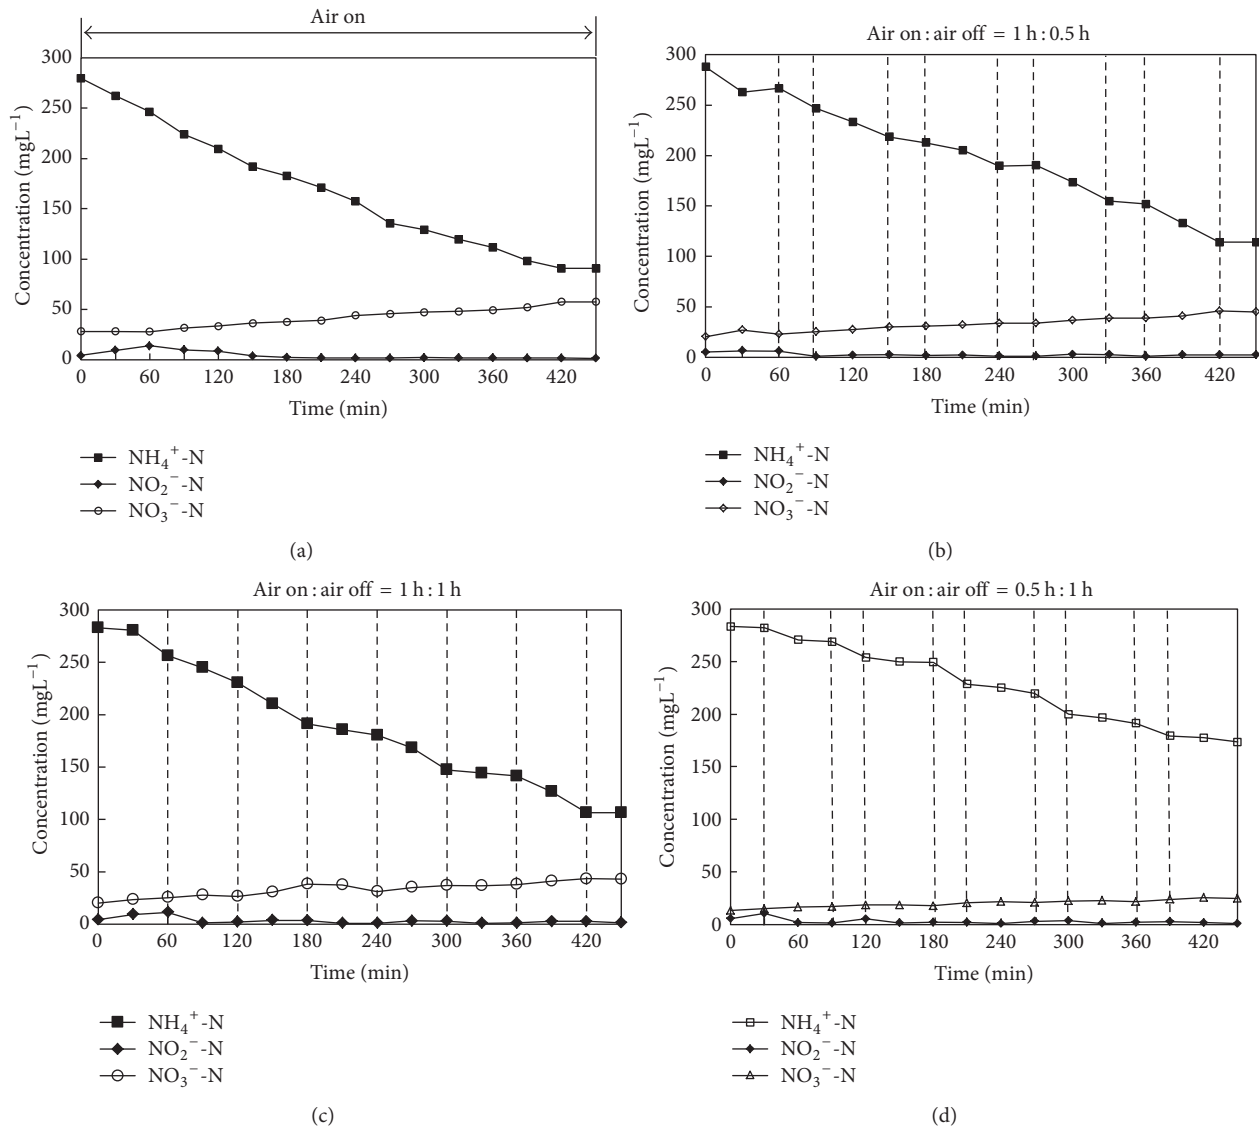 Air on
300
250
200
150
100
50
0
Concentration (mgL⁻¹)
0 60 120 180 240 300 360 420
Time (min)
NH₄⁺-N
NO₂⁻-N
NO₃⁻-N
(a)
Air on : air off = 1 h : 0.5 h
300
250
200
150
100
50
0
Concentration (mgL⁻¹)
0 60 120 180 240 300 360 420
Time (min)
NH₄⁺-N
NO₂⁻-N
NO₃⁻-N
(b)
Air on : air off = 1 h : 1 h
300
250
200
150
100
50
0
Concentration (mgL⁻¹)
0 60 120 180 240 300 360 420
Time (min)
NH₄⁺-N
NO₂⁻-N
NO₃⁻-N
(c)
Air on : air off = 0.5 h : 1 h
300
250
200
150
100
50
0
Concentration (mgL⁻¹)
0 60 120 180 240 300 360 420
Time (min)
NH₄⁺-N
NO₂⁻-N
NO₃⁻-N
(d)